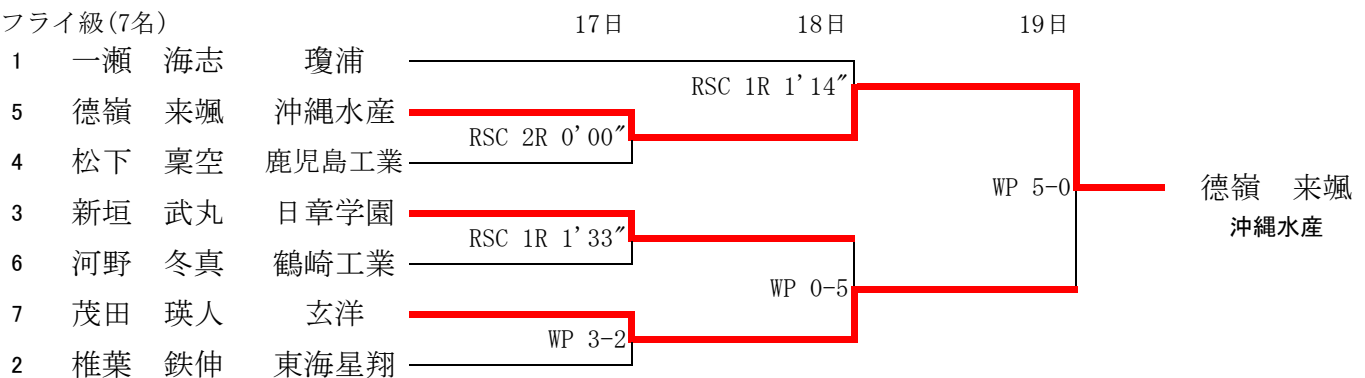 フライ級(7名) 17日 18日 19日
1 一瀬 海志 瓊浦
RSC 1R 1'14″
5 德嶺 来颯 沖縄水産
RSC 2R 0'00″
4 松下 稟空 鹿児島工業
WP 5-0 德嶺 来颯
3 新垣 武丸 日章学園
沖縄水産
RSC 1R 1'33″
6 河野 冬真 鶴崎工業
WP 0-5
7 茂田 瑛人 玄洋
WP 3-2
2 椎葉 鉄伸 東海星翔